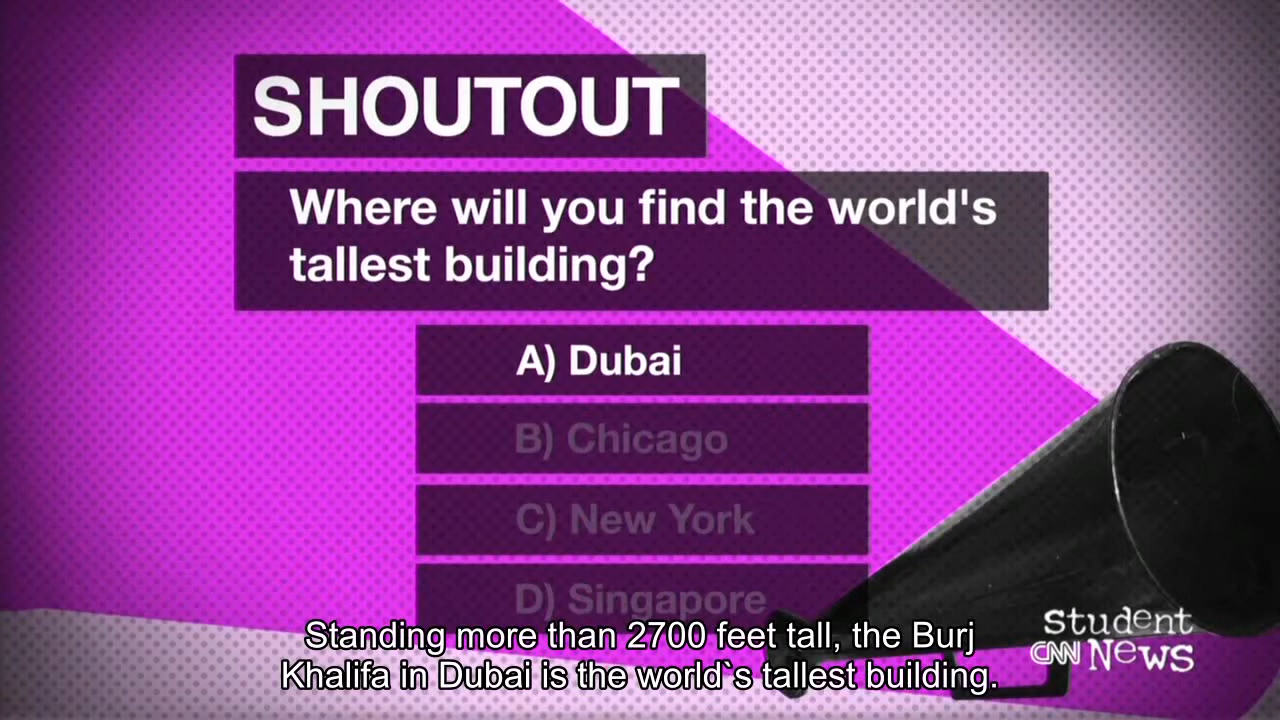 SHOUTOUT
Where will you find the world's
tallest building?
A) Dubai
B) Chicago
C) New York
D) Singapore
Standing more than 2700 feet tall, the Burj
Khalifa in Dubai is the world`s tallest building.
Student
CNN News